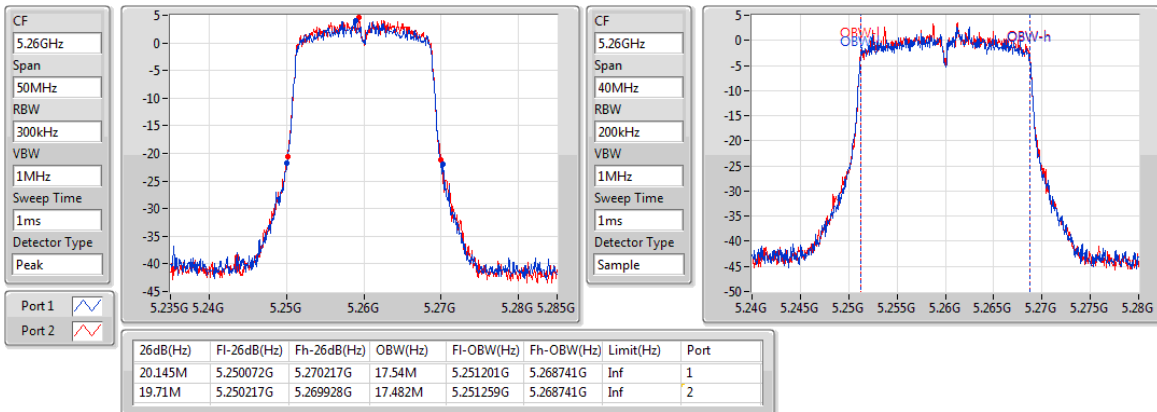 CF
5.26GHz
Span
50MHz
RBW
300kHz
VBW
1MHz
Sweep Time
1ms
Detector Type
Peak
Port 1
Port 2
5
0
-5
-10
-15
-20
-25
-30
-35
-40
-45
5.235G 5.24G 5.25G 5.26G 5.27G 5.28G 5.285G
CF
5.26GHz
Span
40MHz
RBW
200kHz
VBW
1MHz
Sweep Time
1ms
Detector Type
Sample
5
0
-5
-10
-15
-20
-25
-30
-35
-40
-45
-50
OBW-l
OBW-h
5.24G 5.245G 5.25G 5.255G 5.26G 5.265G 5.27G 5.275G 5.28G
26dB(Hz) Fl-26dB(Hz) Fh-26dB(Hz) OBW(Hz) Fl-OBW(Hz) Fh-OBW(Hz) Limit(Hz) Port
20.145M 5.250072G 5.270217G 17.54M 5.251201G 5.268741G Inf 1
19.71M 5.250217G 5.269928G 17.482M 5.251259G 5.268741G Inf 2